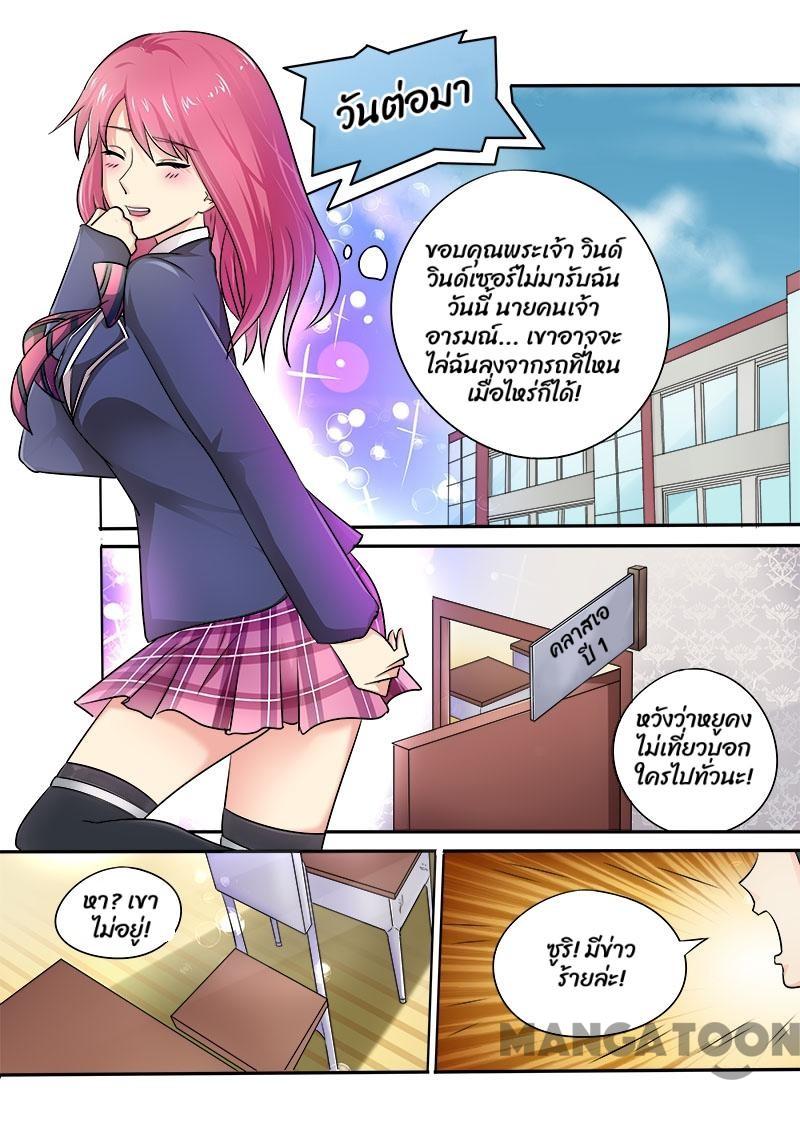 วันต่อมา
ขอบคุณพระเจ้า วินด์
วินด์เซอร์ไม่มารับฉัน
วันนี้ นายคนเจ้า
อารมณ์... เขาอาจจะ
ไล่ฉันลงจากรถที่ไหน
เมื่อไหร่ก็ได้!
คลาสเอ
ปี 1
หวังว่าหยูคง
ไม่เที่ยวบอก
ใครไปทั่วนะ!
หา? เขา
ไม่อยู่!
ซูริ! มีข่าว
ร้ายล่ะ!
MANGATOON